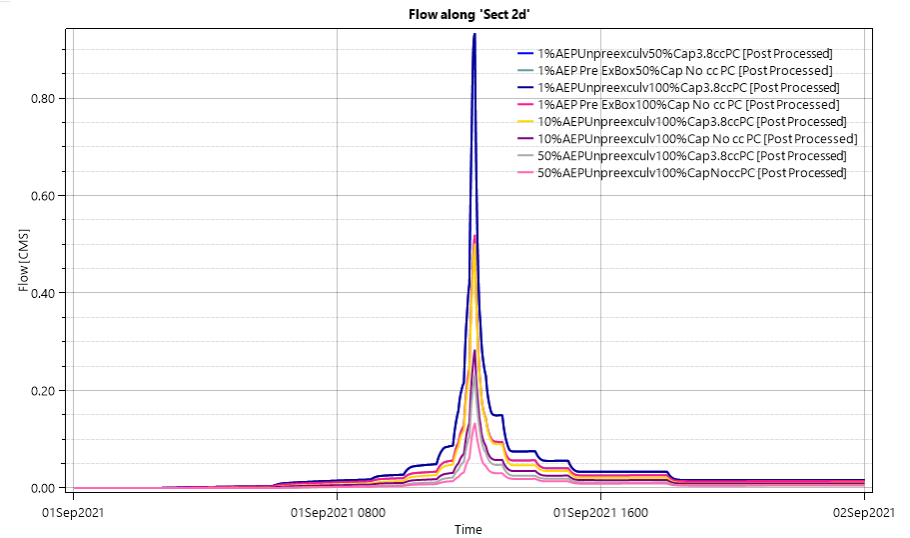 Flow along 'Sect 2d'
1%AEPUnpreexculv50%Cap3.8ccPC [Post Processed]
1%AEP Pre ExBox50%Cap No cc PC [Post Processed]
1%AEPUnpreexculv100%Cap3.8ccPC [Post Processed]
1%AEP Pre ExBox100%Cap No cc PC [Post Processed]
10%AEPUnpreexculv100%Cap3.8ccPC [Post Processed]
10%AEPUnpreexculv100%Cap No cc PC [Post Processed]
50%AEPUnpreexculv100%Cap3.8ccPC [Post Processed]
50%AEPUnpreexculv100%CapNoccPC [Post Processed]
0.80
0.60
0.40
0.20
0.00
Flow [CMS]
01Sep2021
01Sep2021 0800
01Sep2021 1600
02Sep2021
Time